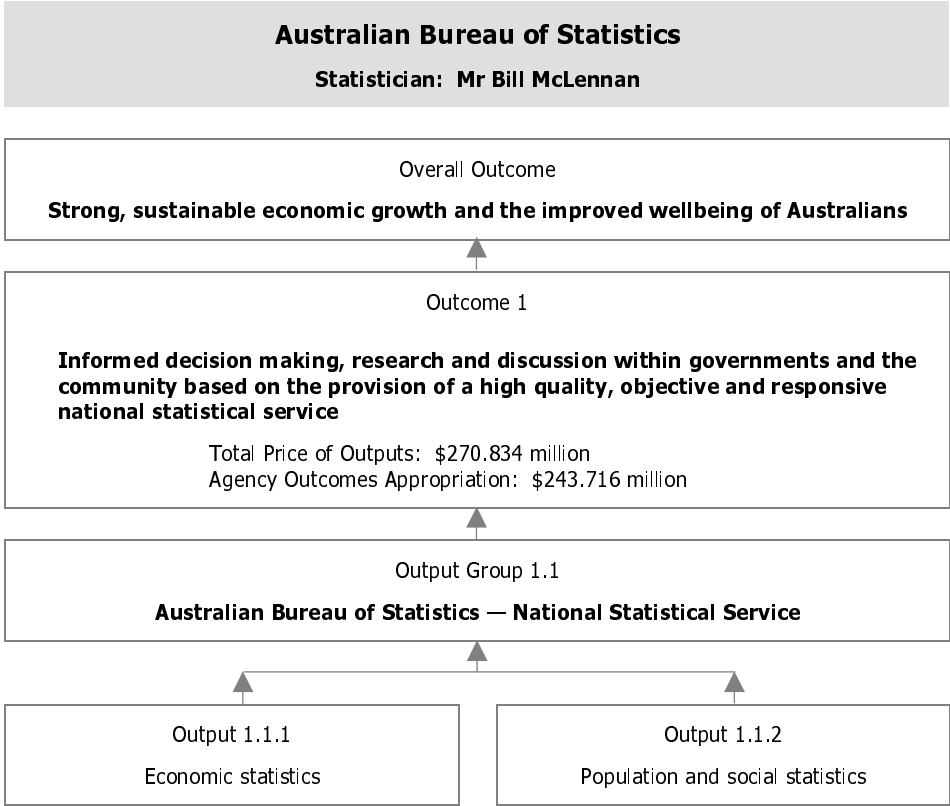 Australian Bureau of Statistics
Statistician: Mr Bill McLennan
Overall Outcome
Strong, sustainable economic growth and the improved wellbeing of Australians
Outcome 1
Informed decision making, research and discussion within governments and the
community based on the provision of a high quality, objective and responsive
national statistical service
Total Price of Outputs: $270.834 million
Agency Outcomes Appropriation: $243.716 million
Output Group 1.1
Australian Bureau of Statistics — National Statistical Service
Output 1.1.1
Economic statistics
Output 1.1.2
Population and social statistics